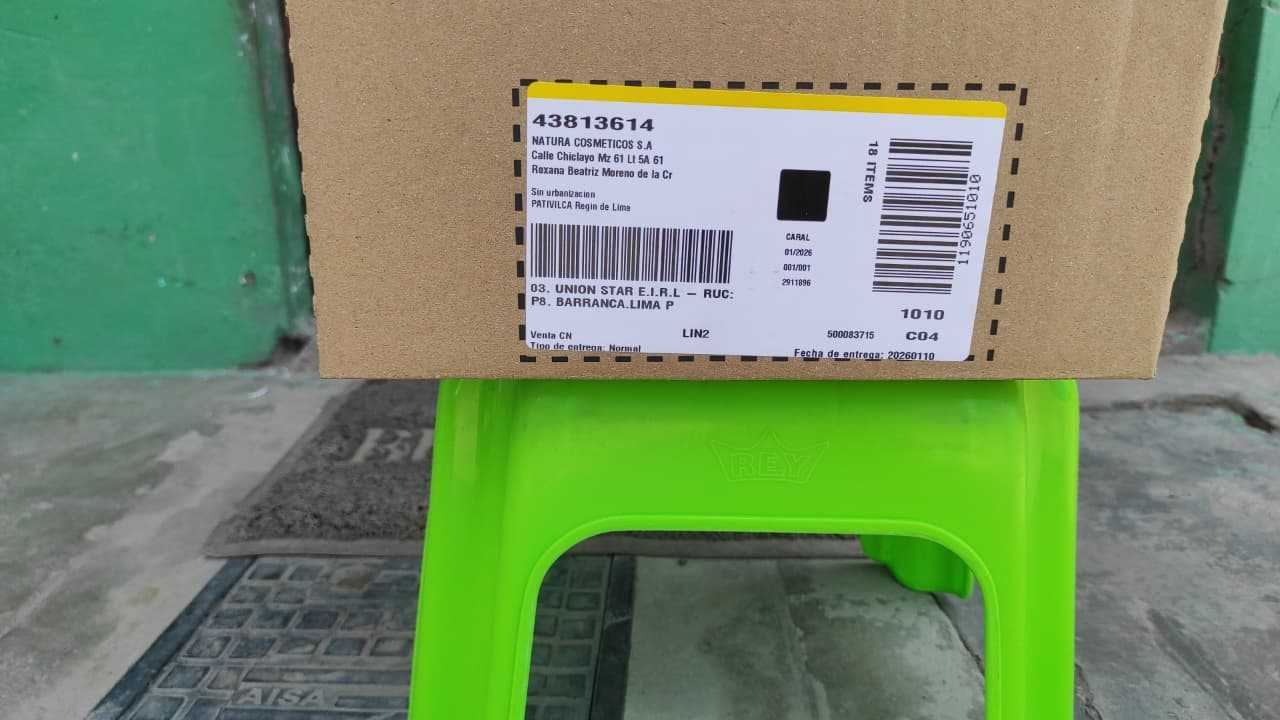 43813614
NATURA COSMETICOS S.A
Calle Chiclayo Mz 61 Lt 5A 61
Roxana Beatriz Moreno de la Cr
Sin urbanizacion
PATIVILCA Regin de Lima
18 ITEMS
1190651010
CARAL
01/2026
001/001
2911896
03. UNION STAR E.I.R.L – RUC:
P8. BARRANCA.LIMA P
1010
Venta CN
LIN2
500083715
C04
Tipo de entrega: Normal
Fecha de entrega: 20260110
REY
AISA